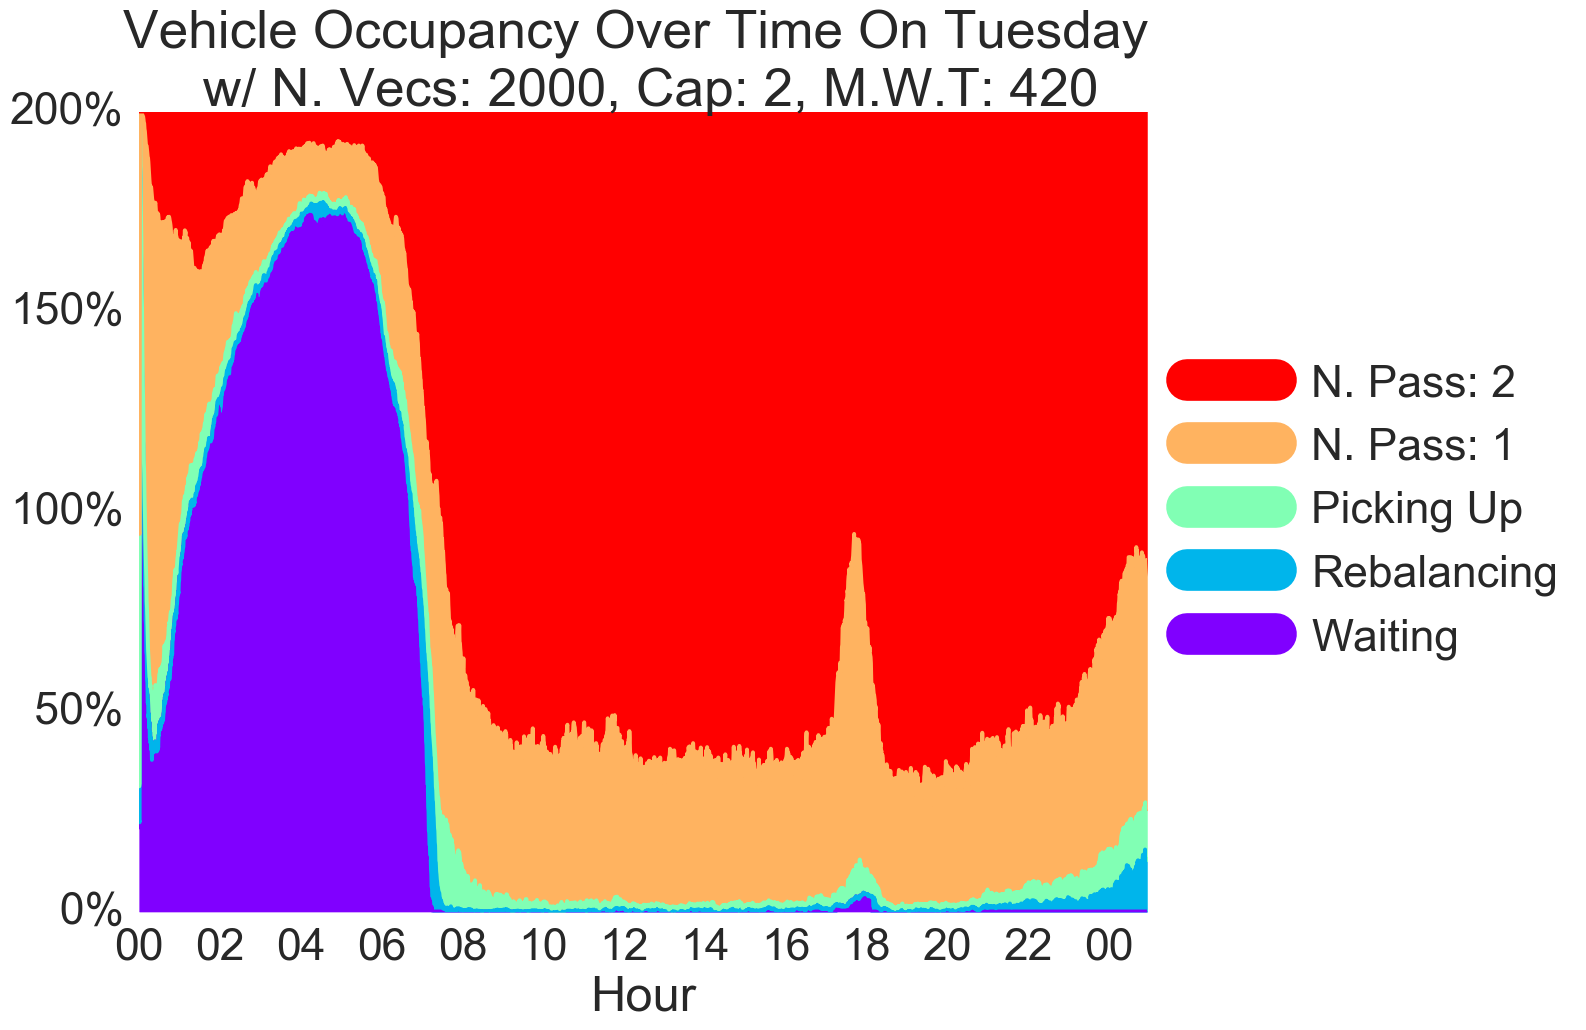 Vehicle Occupancy Over Time On Tuesday
w/ N. Vecs: 2000, Cap: 2, M.W.T: 420
200%
150%
100%
50%
0%
00 02 04 06 08 10 12 14 16 18 20 22 00
Hour
N. Pass: 2
N. Pass: 1
Picking Up
Rebalancing
Waiting